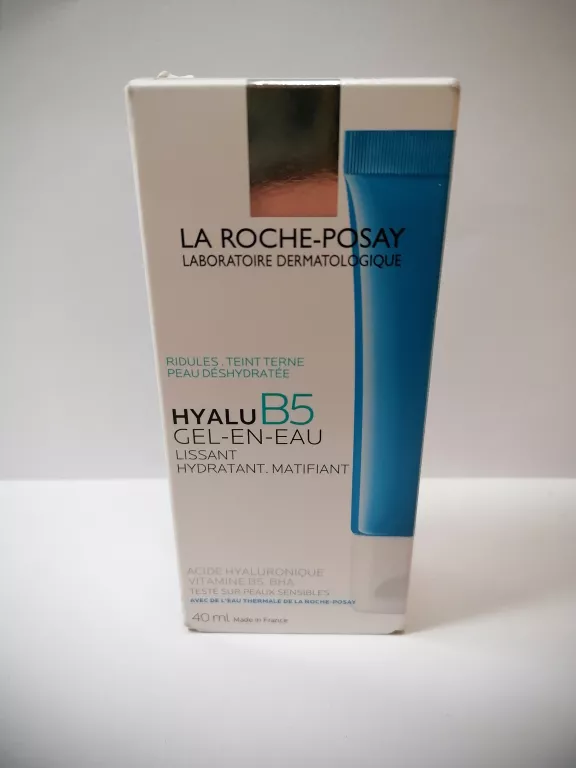 LA ROCHE-POSAY
LABORATOIRE DERMATOLOGIQUE
RIDULES . TEINT TERNE
PEAU DÉSHYDRATÉE
HYALU B5
GEL-EN-EAU
LISSANT
HYDRATANT. MATIFIANT
ACIDE HYALURONIQUE
VITAMINE B5. BHA
TESTÉ SUR PEAUX SENSIBLES
AVEC DE L'EAU THERMALE DE LA ROCHE-POSAY
40 ml Made in France